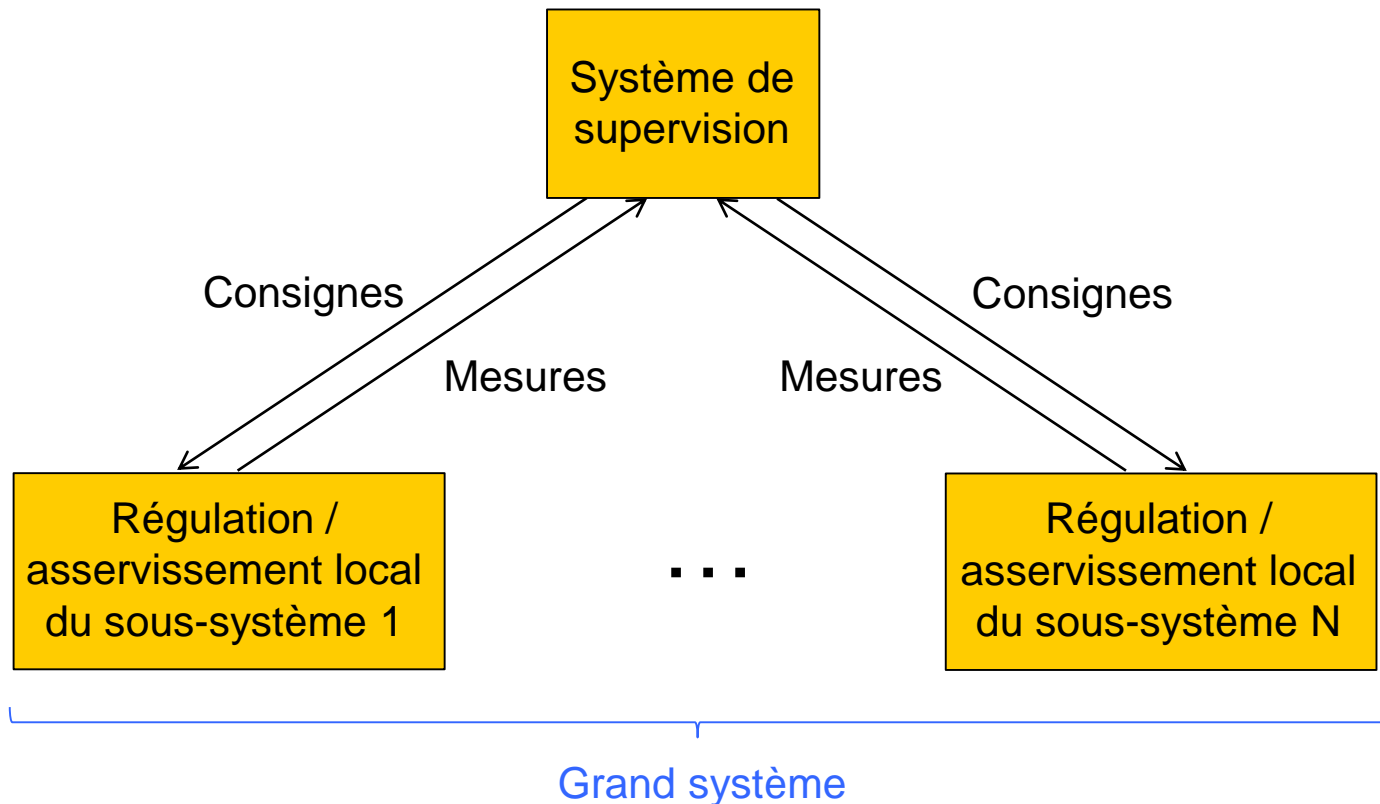 Système de
supervision
Consignes
Consignes
Mesures
Mesures
Régulation /
asservissement local
du sous-système 1
...
Régulation /
asservissement local
du sous-système N
Grand système